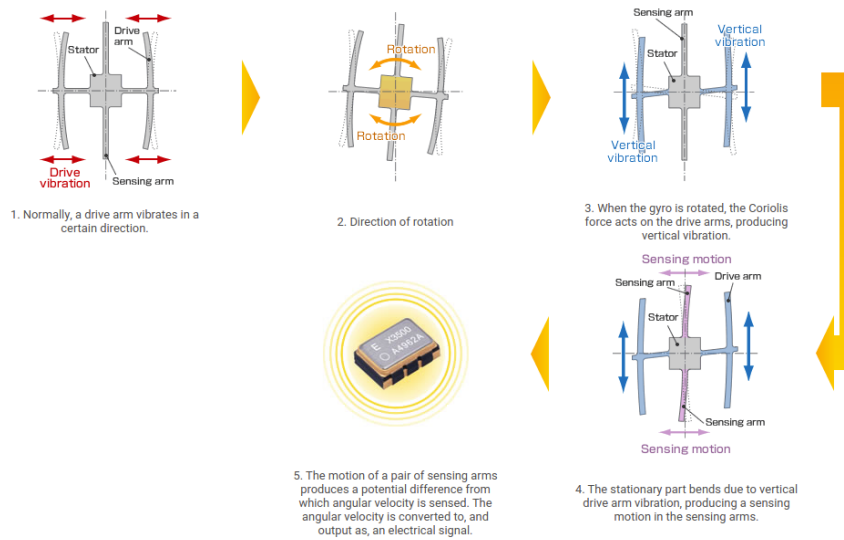 Drive
arm
Stator
Drive
vibration
Sensing arm
1. Normally, a drive arm vibrates in a
certain direction.
Rotation
Rotation
2. Direction of rotation
Sensing arm
Vertical
vibration
Stator
Vertical
vibration
3. When the gyro is rotated, the Coriolis
force acts on the drive arms, producing
vertical vibration.
Sensing motion
Sensing arm
Drive arm
Stator
Sensing arm
Sensing motion
4. The stationary part bends due to vertical
drive arm vibration, producing a sensing
motion in the sensing arms.
E X3500
A4962A
5. The motion of a pair of sensing arms
produces a potential difference from
which angular velocity is sensed. The
angular velocity is converted to, and
output as, an electrical signal.